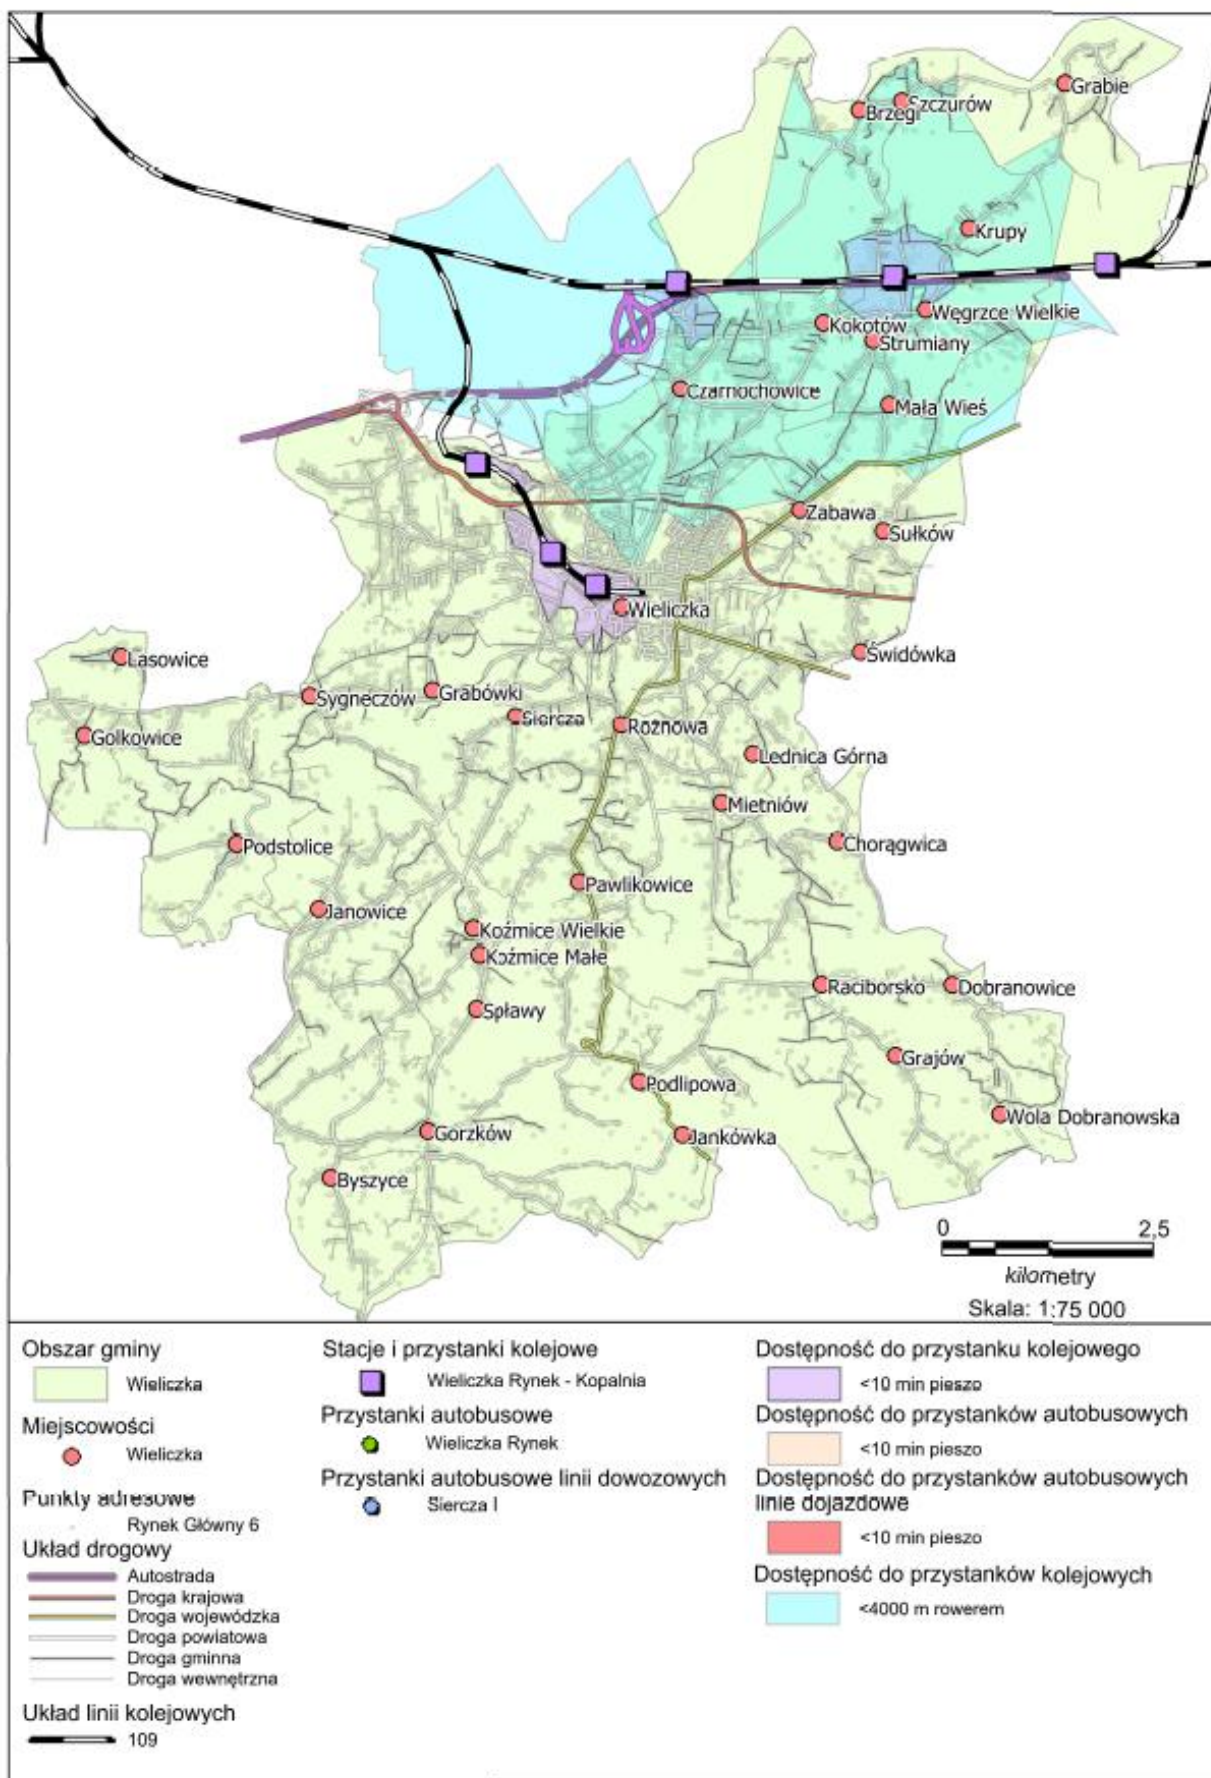 Grabie
Szczurów
Brzegi
Krupy
Węgrzce Wielkie
Kokotów
Strumiany
Czarnochowice
Mała Wieś
Zabawa
Sułków
Wieliczka
Świdówka
Lasowice
Sygneczów
Grabówki
Siercza
Rożnowa
Golkowice
Lednica Górna
Mietniów
Podstolice
Chorągwica
Pawlikowice
Janowice
Koźmice Wielkie
Koźmice Małe
Raciborsko
Dobranowice
Spławy
Grajów
Podlipowa
Wola Dobranowska
Gorzków
Jankówka
Byszyce
0 2,5
kilometry
Skala: 1:75 000
Obszar gminy
Wieliczka
Miejscowości
Wieliczka
Punkty adresowe
Rynek Główny 6
Układ drogowy
Autostrada
Droga krajowa
Droga wojewódzka
Droga powiatowa
Droga gminna
Droga wewnętrzna
Układ linii kolejowych
109
Stacje i przystanki kolejowe
Wieliczka Rynek - Kopalnia
Przystanki autobusowe
Wieliczka Rynek
Przystanki autobusowe linii dowozowych
Siercza I
Dostępność do przystanku kolejowego
<10 min pieszo
Dostępność do przystanków autobusowych
<10 min pieszo
Dostępność do przystanków autobusowych
linie dojazdowe
<10 min pieszo
Dostępność do przystanków kolejowych
<4000 m rowerem